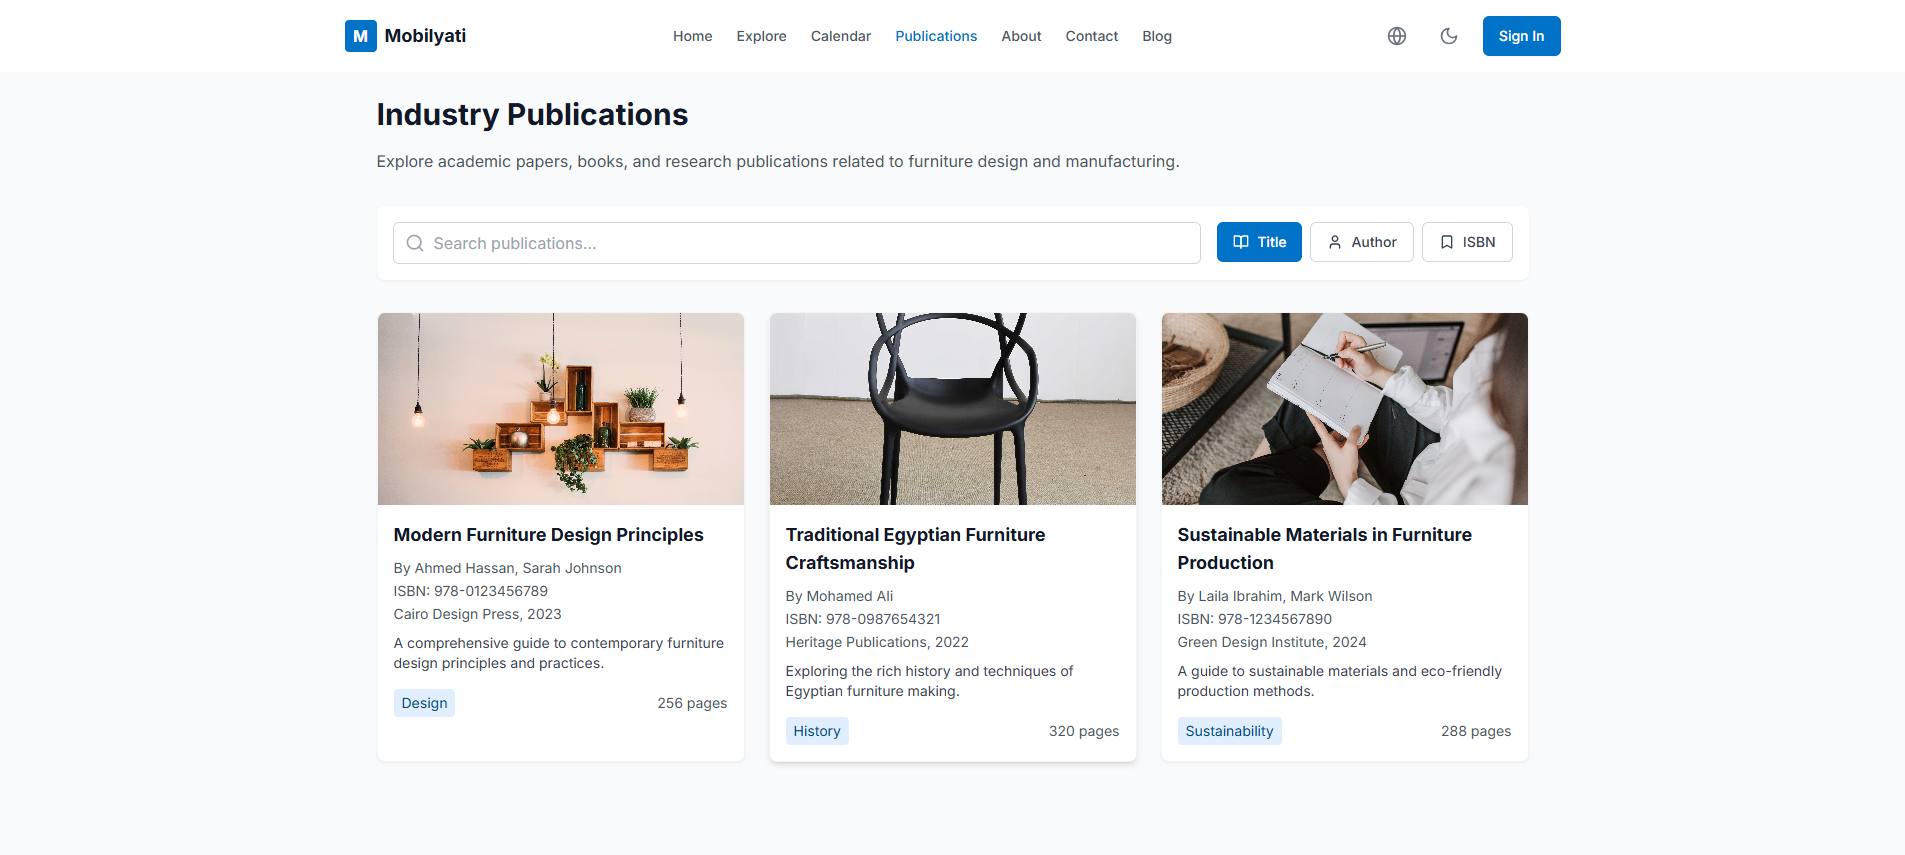 M Mobilyati
Home Explore Calendar Publications About Contact Blog
Sign In
Industry Publications
Explore academic papers, books, and research publications related to furniture design and manufacturing.
Search publications...
Title
Author
ISBN
Modern Furniture Design Principles
By Ahmed Hassan, Sarah Johnson
ISBN: 978-0123456789
Cairo Design Press, 2023
A comprehensive guide to contemporary furniture
design principles and practices.
Design
256 pages
Traditional Egyptian Furniture
Craftsmanship
By Mohamed Ali
ISBN: 978-0987654321
Heritage Publications, 2022
Exploring the rich history and techniques of
Egyptian furniture making.
History
320 pages
Sustainable Materials in Furniture
Production
By Laila Ibrahim, Mark Wilson
ISBN: 978-1234567890
Green Design Institute, 2024
A guide to sustainable materials and eco-friendly
production methods.
Sustainability
288 pages